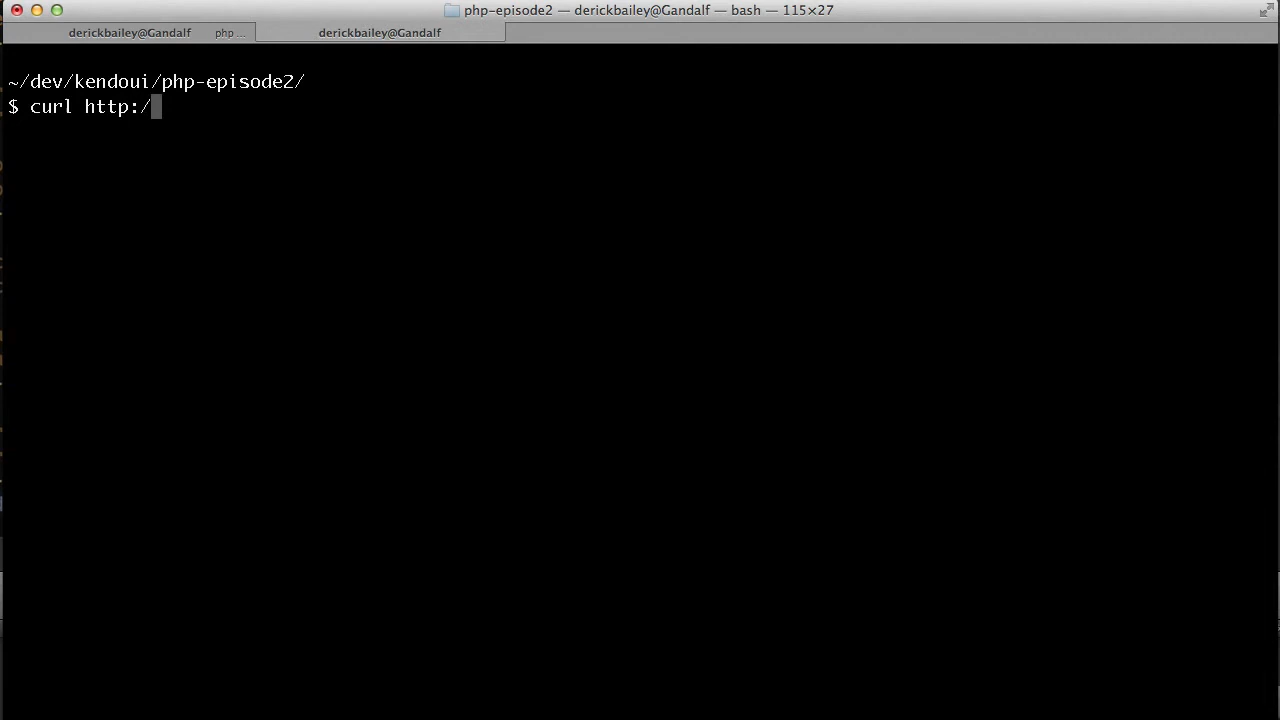 php-episode2 — derickbailey@Gandalf — bash — 115×27
derickbailey@Gandalf php ... derickbailey@Gandalf
~/dev/kendoui/php-episode2/
$ curl http:/